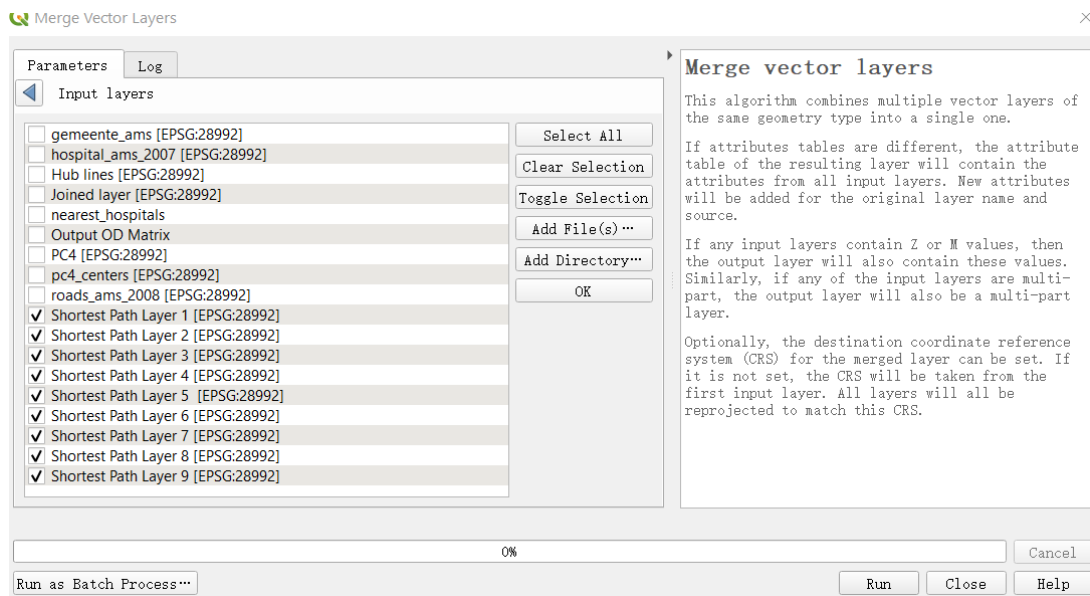 Merge Vector Layers
Parameters
Log
Input layers
gemeente_ams [EPSG:28992]
hospital_ams_2007 [EPSG:28992]
Hub lines [EPSG:28992]
Joined layer [EPSG:28992]
nearest_hospitals
Output OD Matrix
PC4 [EPSG:28992]
pc4_centers [EPSG:28992]
roads_ams_2008 [EPSG:28992]
Shortest Path Layer 1 [EPSG:28992]
Shortest Path Layer 2 [EPSG:28992]
Shortest Path Layer 3 [EPSG:28992]
Shortest Path Layer 4 [EPSG:28992]
Shortest Path Layer 5 [EPSG:28992]
Shortest Path Layer 6 [EPSG:28992]
Shortest Path Layer 7 [EPSG:28992]
Shortest Path Layer 8 [EPSG:28992]
Shortest Path Layer 9 [EPSG:28992]
Select All
Clear Selection
Toggle Selection
Add File(s)…
Add Directory…
OK
Merge vector layers
This algorithm combines multiple vector layers of
the same geometry type into a single one.
If attributes tables are different, the attribute
table of the resulting layer will contain the
attributes from all input layers. New attributes
will be added for the original layer name and
source.
If any input layers contain Z or M values, then
the output layer will also contain these values.
Similarly, if any of the input layers are multi-
part, the output layer will also be a multi-part
layer.
Optionally, the destination coordinate reference
system (CRS) for the merged layer can be set. If
it is not set, the CRS will be taken from the
first input layer. All layers will all be
reprojected to match this CRS.
0%
Cancel
Run as Batch Process…
Run
Close
Help